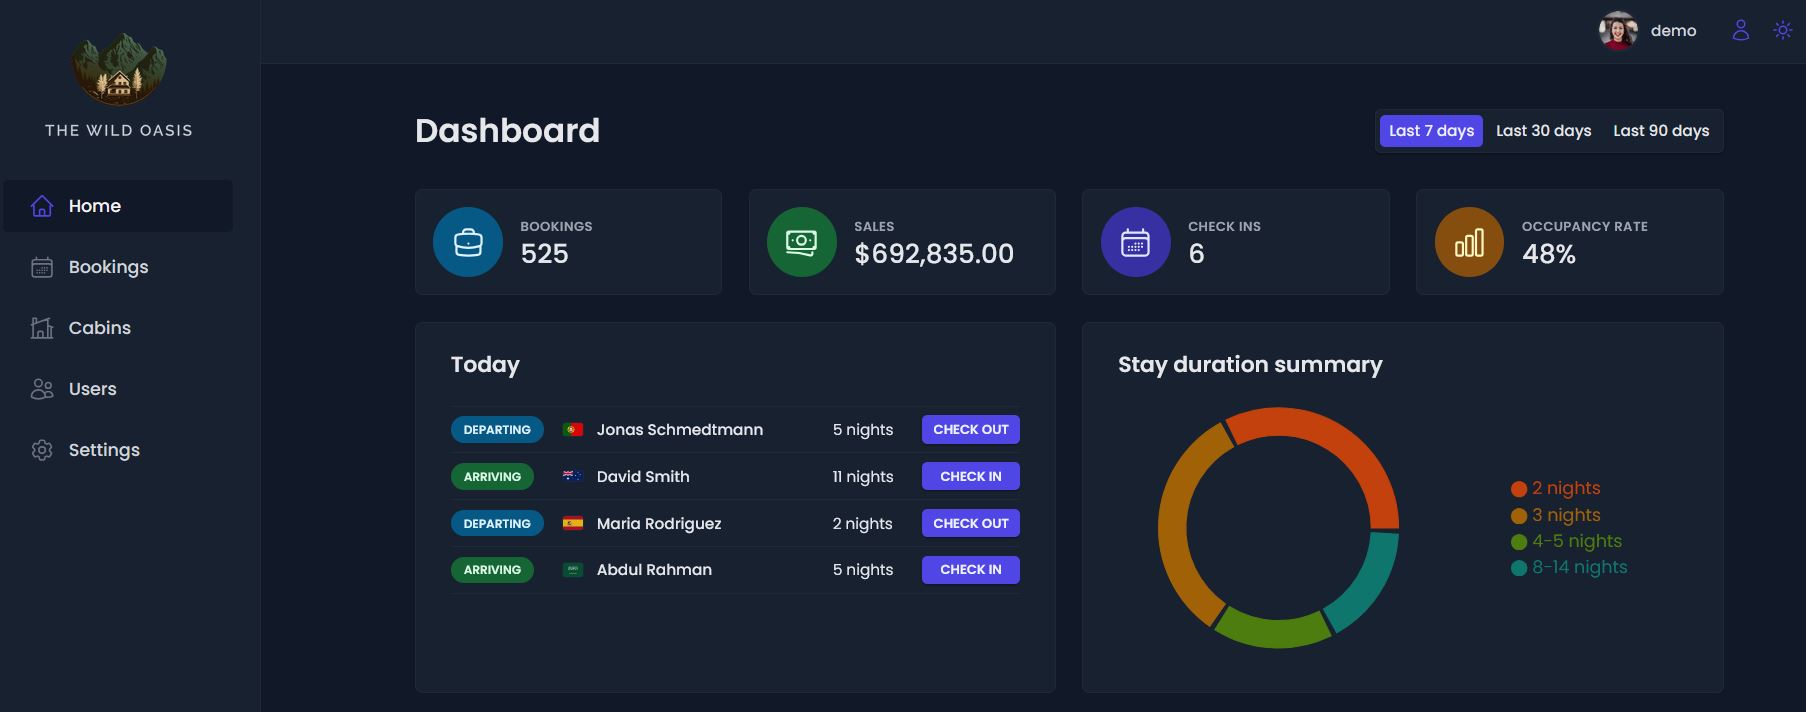 THE WILD OASIS
Home
Bookings
Cabins
Users
Settings
demo
Dashboard
Last 7 days Last 30 days Last 90 days
BOOKINGS
525
SALES
$692,835.00
CHECK INS
6
OCCUPANCY RATE
48%
Today
DEPARTING Jonas Schmedtmann 5 nights CHECK OUT
ARRIVING David Smith 11 nights CHECK IN
DEPARTING Maria Rodriguez 2 nights CHECK OUT
ARRIVING Abdul Rahman 5 nights CHECK IN
Stay duration summary
2 nights
3 nights
4-5 nights
8-14 nights